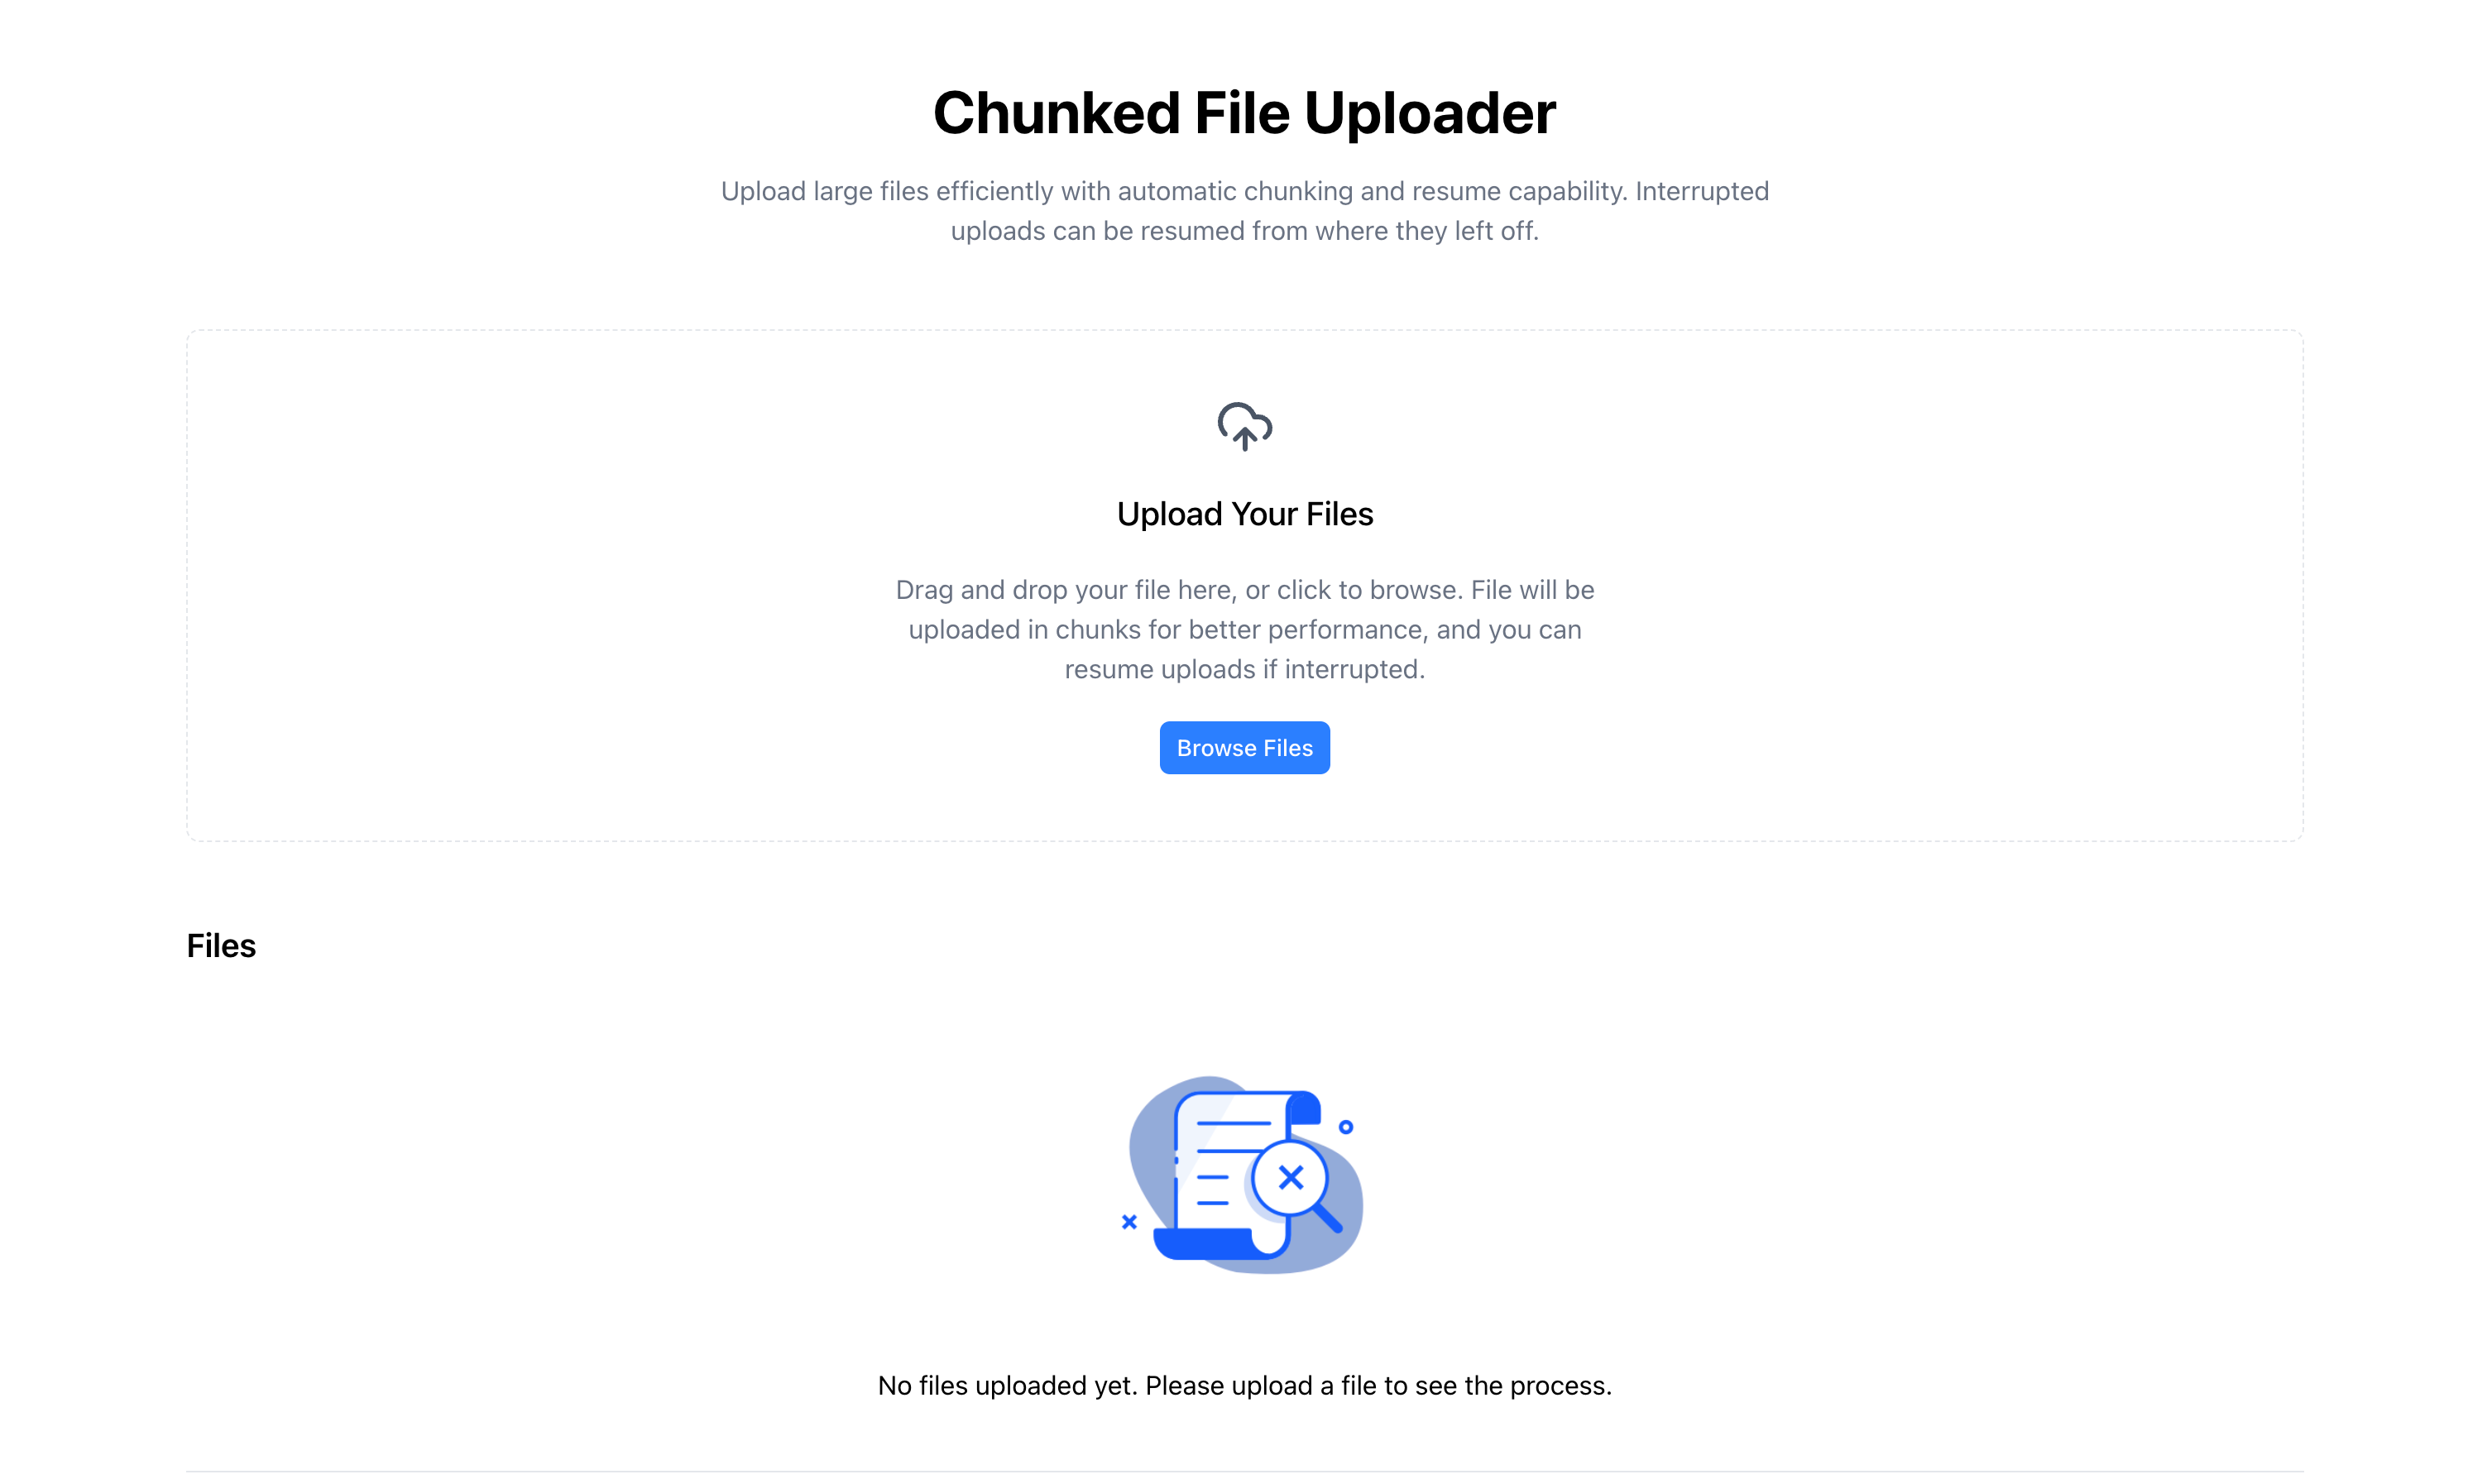 Chunked File Uploader
Upload large files efficiently with automatic chunking and resume capability. Interrupted
uploads can be resumed from where they left off.
Upload Your Files
Drag and drop your file here, or click to browse. File will be
uploaded in chunks for better performance, and you can
resume uploads if interrupted.
Browse Files
Files
No files uploaded yet. Please upload a file to see the process.